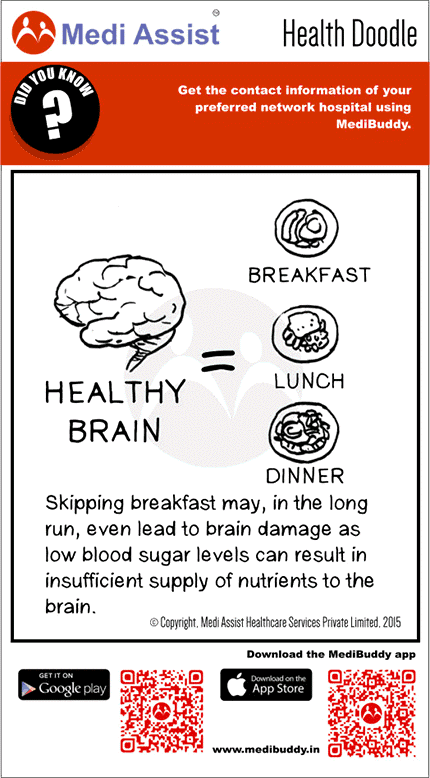 Medi Assist
TM
Health Doodle
DID YOU KNOW
?
Get the contact information of your
preferred network hospital using
MediBuddy.
BREAKFAST
HEALTHY
BRAIN
=
LUNCH
DINNER
Skipping breakfast may, in the long
run, even lead to brain damage as
low blood sugar levels can result in
insufficient supply of nutrients to the
brain.
© Copyright, Medi Assist Healthcare Services Private Limited, 2015
Download the MediBuddy app
GET IT ON
Google play
Download on the
App Store
www.medibuddy.in